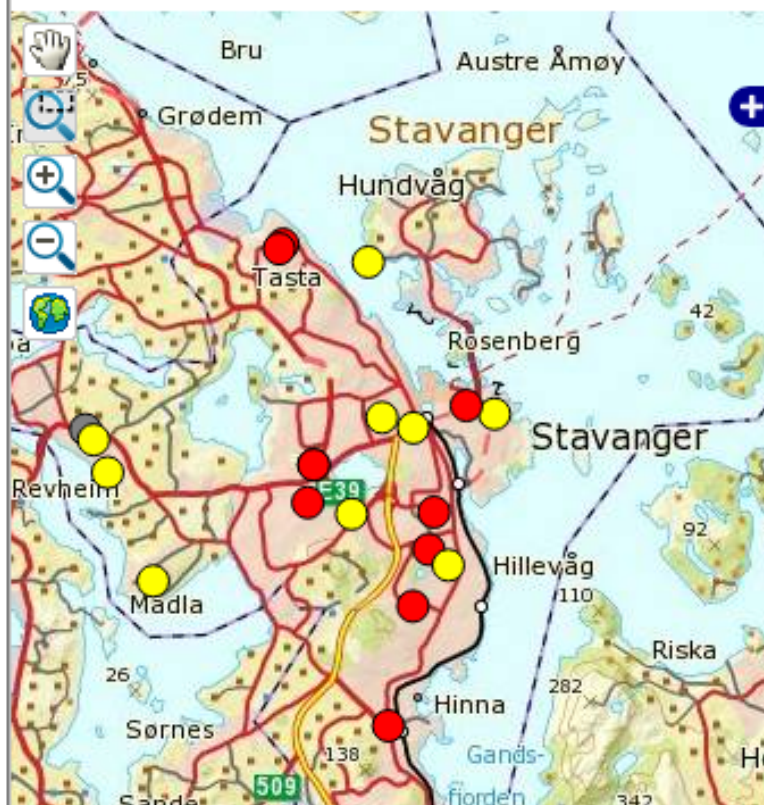 Bru
Austre Åmøy
Grødem
Stavanger
Hundvåg
Tasta
42
Rosenberg
Stavanger
Revheim
E39
92
Hillevåg
Madla
110
Riska
26
282
Hinna
Sørnes
138
Gands-
509
fjorden
Sande
342